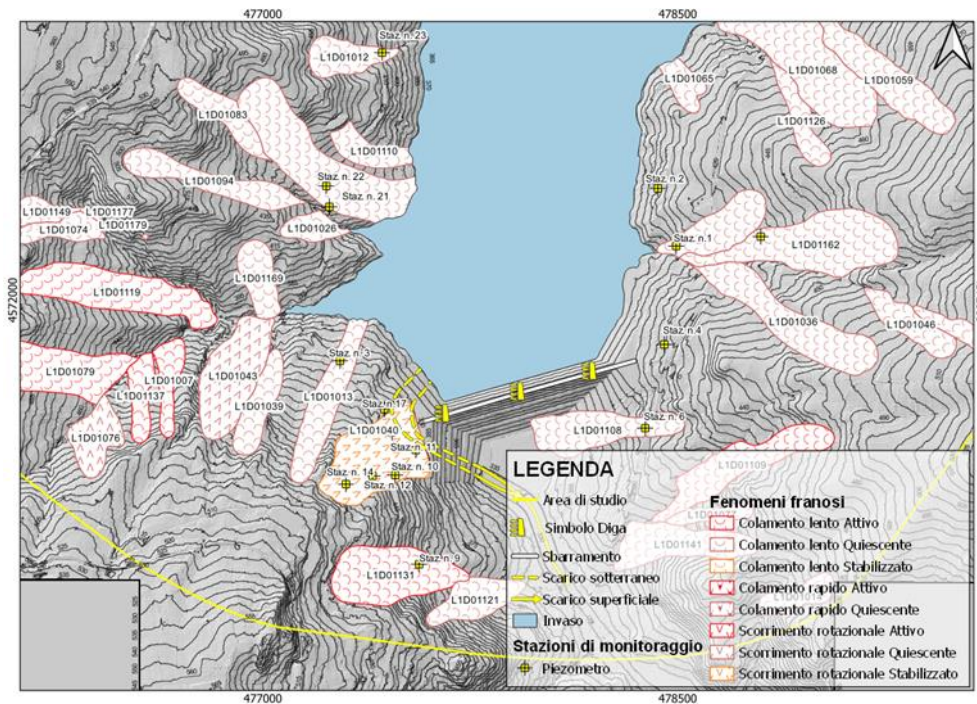 477000
478500
Staz. n. 23
L1D01012
L1D01065
L1D01068
L1D01059
L1D01083
L1D01126
L1D01110
L1D01094
Staz. n. 22
Staz. n. 2
Staz. n. 21
L1D01149
L1D01177
L1D01074
L1D01179
L1D01026
Staz. n.1
L1D01162
L1D01169
4572000
L1D01119
L1D01036
L1D01046
Staz. n.4
Staz. n. 3
L1D01079
L1D01007
L1D01043
L1D01137
L1D01013
L1D01039
Staz. n.17
Staz. n. 6
L1D01076
L1D01040
L1D01108
Staz. n. 11
Staz. n. 14
Staz. n. 10
Staz. n. 12
L1D01109
L1D01141
Staz. n. 9
L1D01131
L1D01121
LEGENDA
Area di studio
Simbolo Diga
Sbarramento
Scarico sotterraneo
Scarico superficiale
Invaso
Stazioni di monitoraggio
Piezometro
Fenomeni franosi
Colamento lento Attivo
Colamento lento Quiescente
Colamento lento Stabilizzato
Colamento rapido Attivo
Colamento rapido Quiescente
Scorrimento rotazionale Attivo
Scorrimento rotazionale Quiescente
Scorrimento rotazionale Stabilizzato
477000
478500